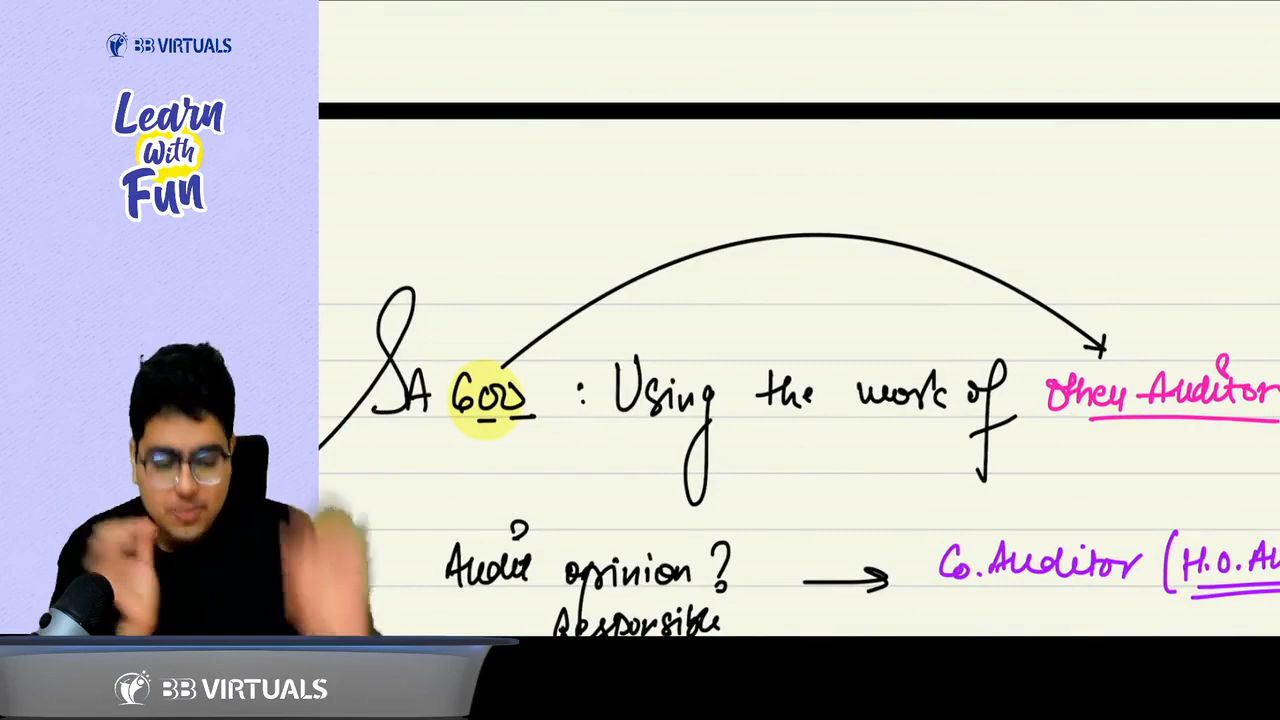 BB VIRTUALS
Learn
With
Fun
SA 600 : Using the work of other Auditor
Audit opinion ? → Co. Auditor (H.O. Au
Responsible
BB VIRTUALS